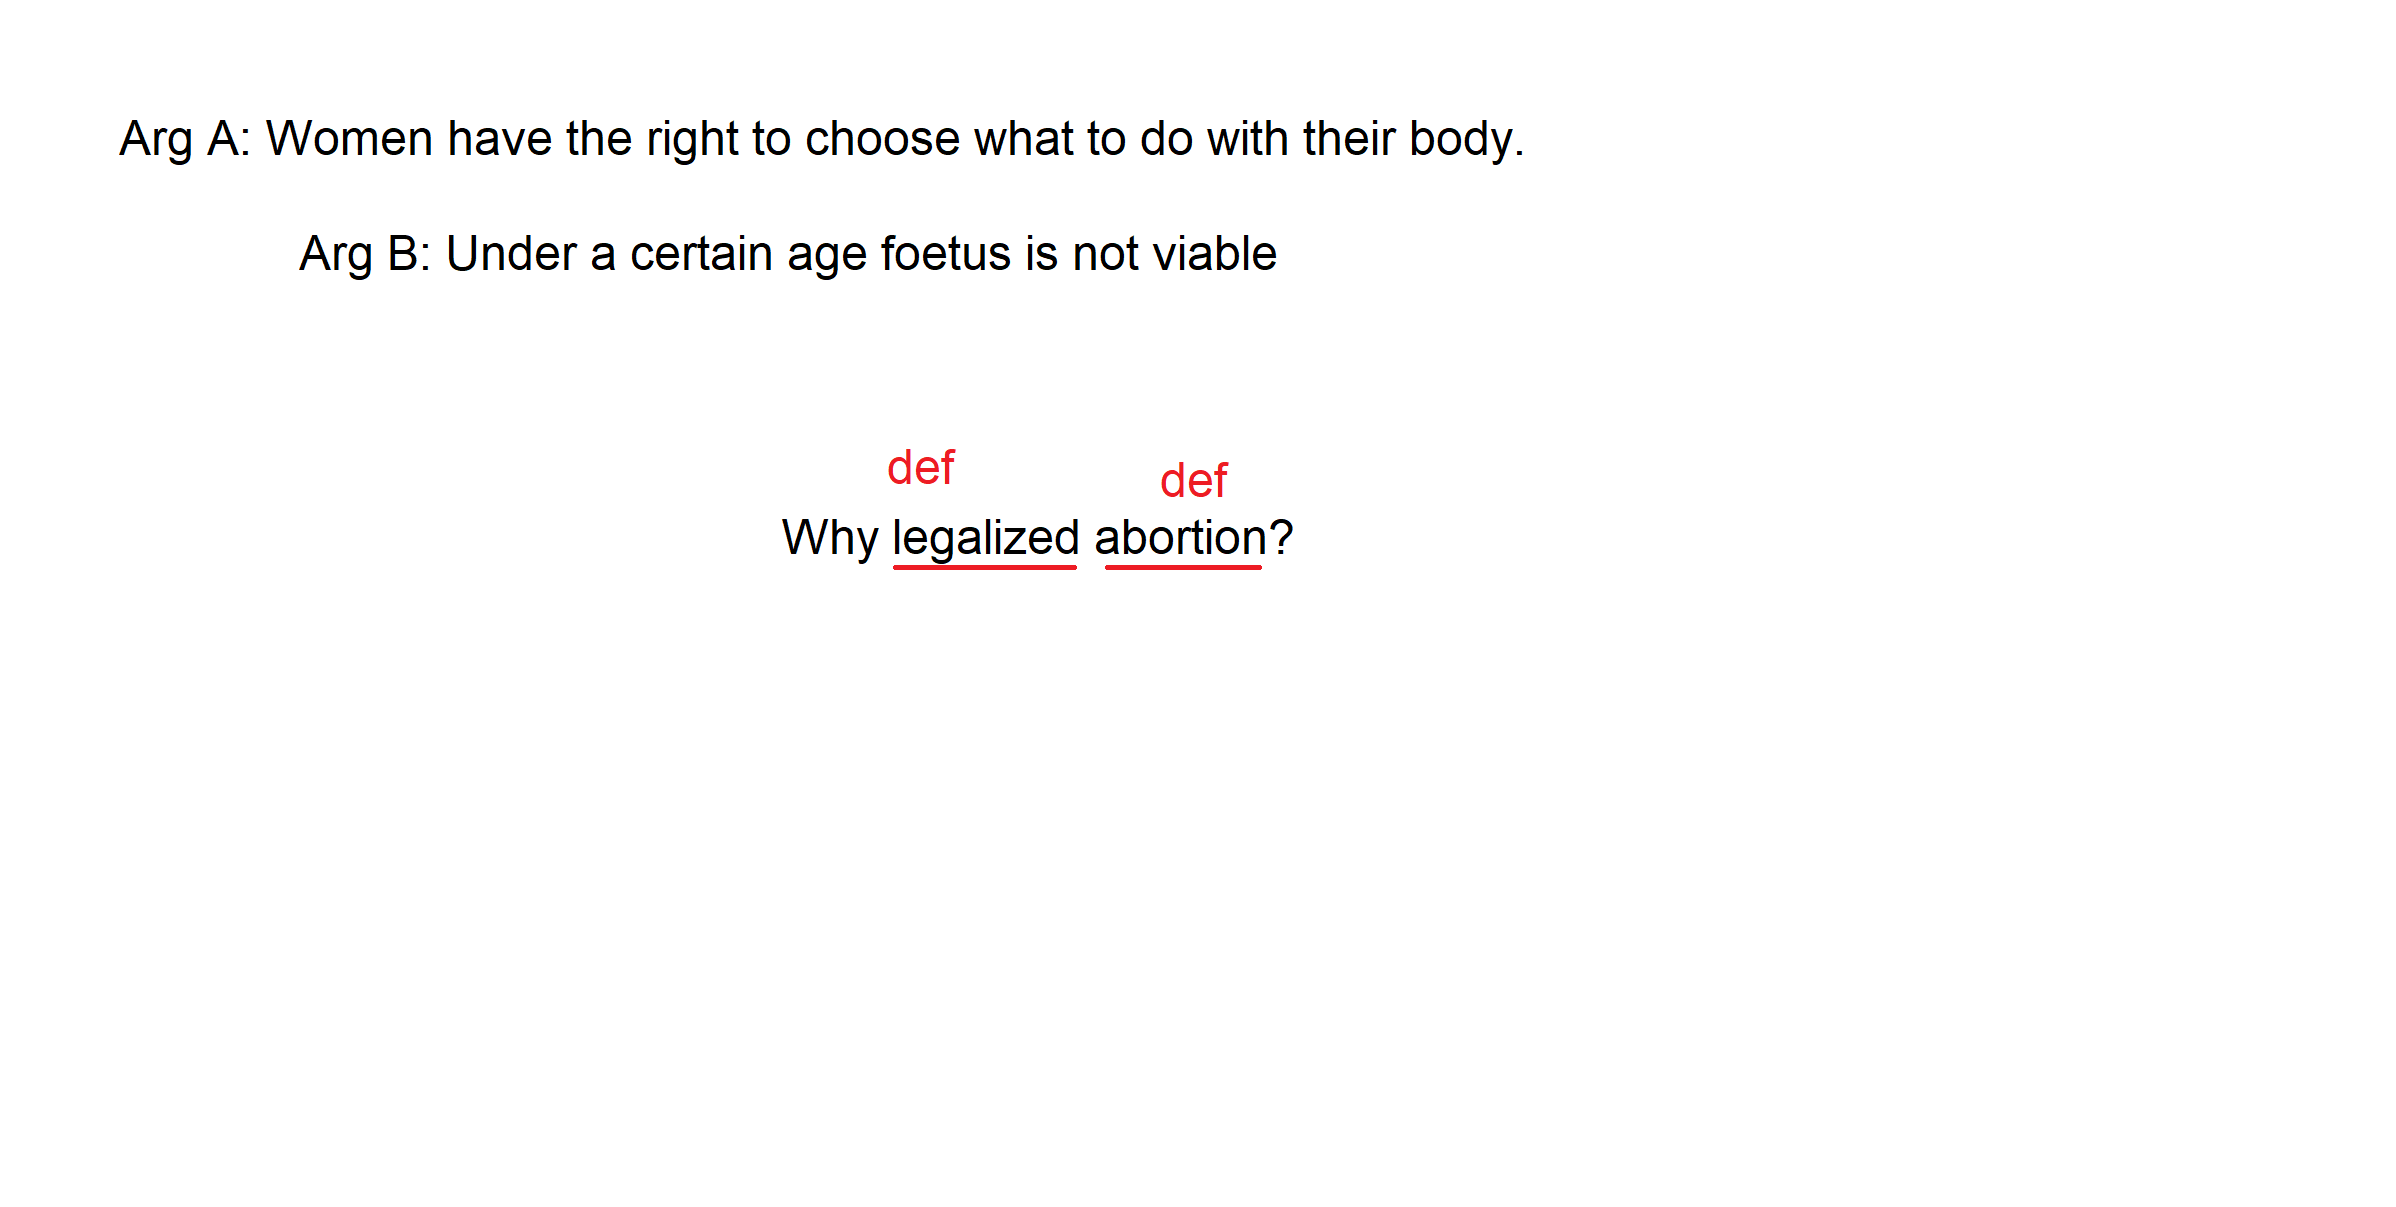 Arg A: Women have the right to choose what to do with their body.
Arg B: Under a certain age foetus is not viable
def def
Why legalized abortion?